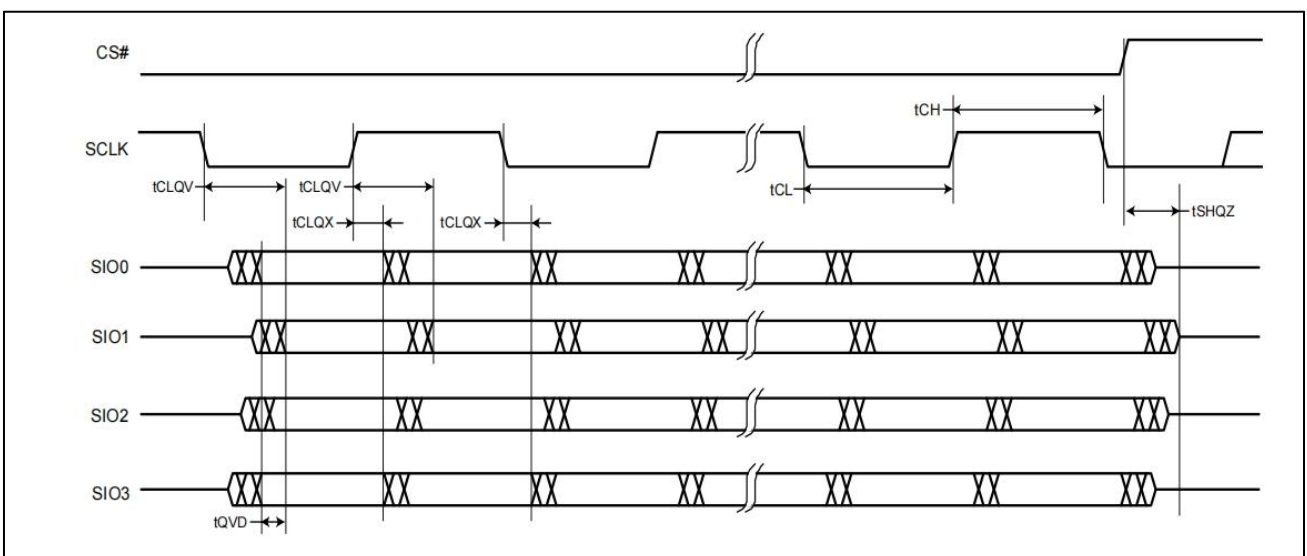 CS#
tCH
SCLK
tCLQV tCLQV
tCL
tCLQX tCLQX
tSHQZ
SIO0
SIO1
SIO2
SIO3
tQVD